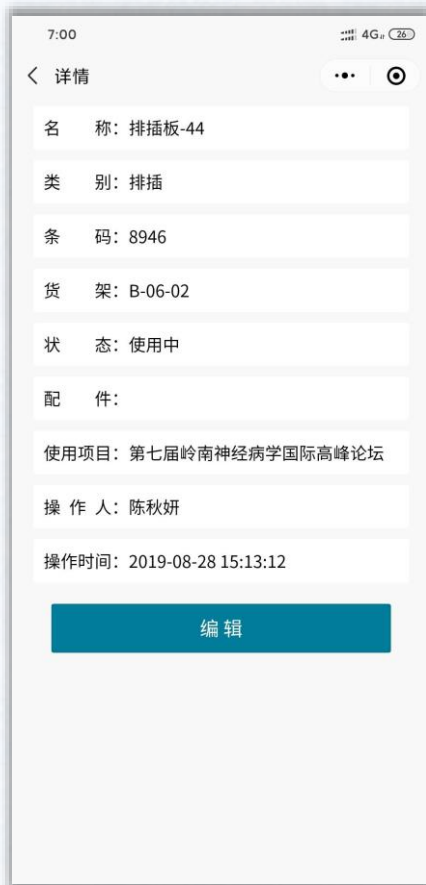 7:00 4G 26
详情
名 称：排插板-44
类 别：排插
条 码：8946
货 架：B-06-02
状 态：使用中
配 件：
使用项目：第七届岭南神经病学国际高峰论坛
操 作 人：陈秋妍
操作时间：2019-08-28 15:13:12
编 辑